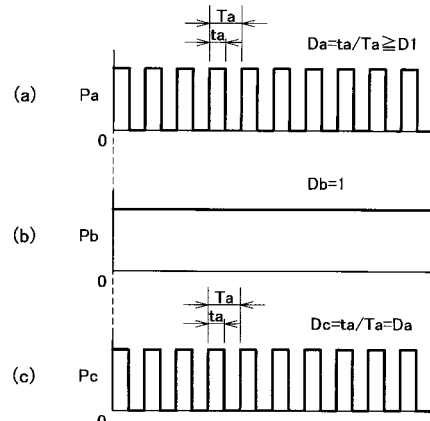 Ta
ta
Da=ta/Ta≧D1
(a) Pa
0
Db=1
(b) Pb
0
Ta
ta
Dc=ta/Ta=Da
(c) Pc
0